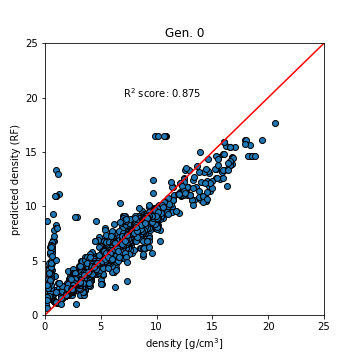 Gen. 0
25
20
15
10
5
0
predicted density (RF)
R² score: 0.875
0 5 10 15 20 25
density [g/cm³]